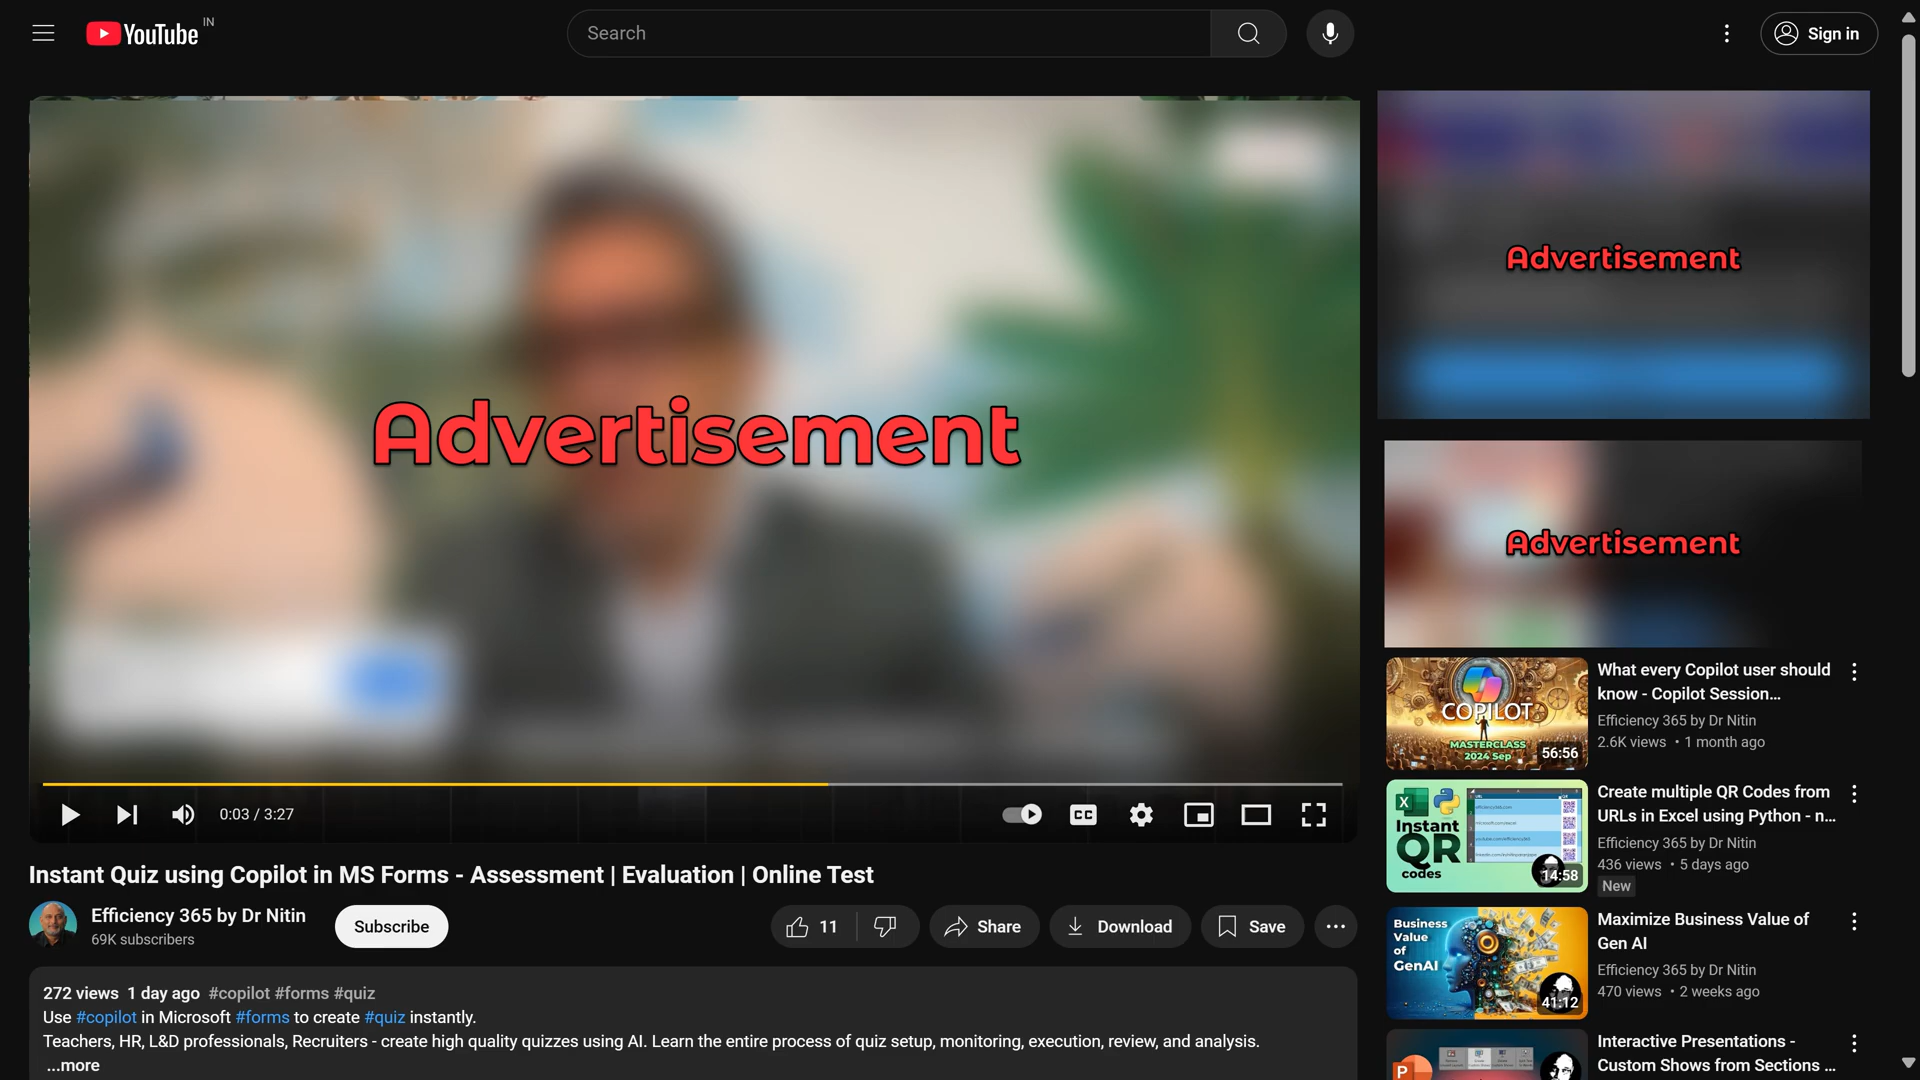 YouTube IN
Search
Sign in
Advertisement
Advertisement
Advertisement
0:03 / 3:27
CC
Instant Quiz using Copilot in MS Forms - Assessment | Evaluation | Online Test
Efficiency 365 by Dr Nitin
69K subscribers
Subscribe
11
Share
Download
Save
272 views 1 day ago #copilot #forms #quiz
Use #copilot in Microsoft #forms to create #quiz instantly.
Teachers, HR, L&D professionals, Recruiters - create high quality quizzes using AI. Learn the entire process of quiz setup, monitoring, execution, review, and analysis.
...more
COPILOT
MASTERCLASS
2024 Sep
56:56
What every Copilot user should
know - Copilot Session...
Efficiency 365 by Dr Nitin
2.6K views • 1 month ago
Instant
QR
codes
14:58
Create multiple QR Codes from
URLs in Excel using Python - n...
Efficiency 365 by Dr Nitin
436 views • 5 days ago
New
Business
Value
of
GenAI
41:12
Maximize Business Value of
Gen AI
Efficiency 365 by Dr Nitin
470 views • 2 weeks ago
P
Interactive Presentations -
Custom Shows from Sections ...